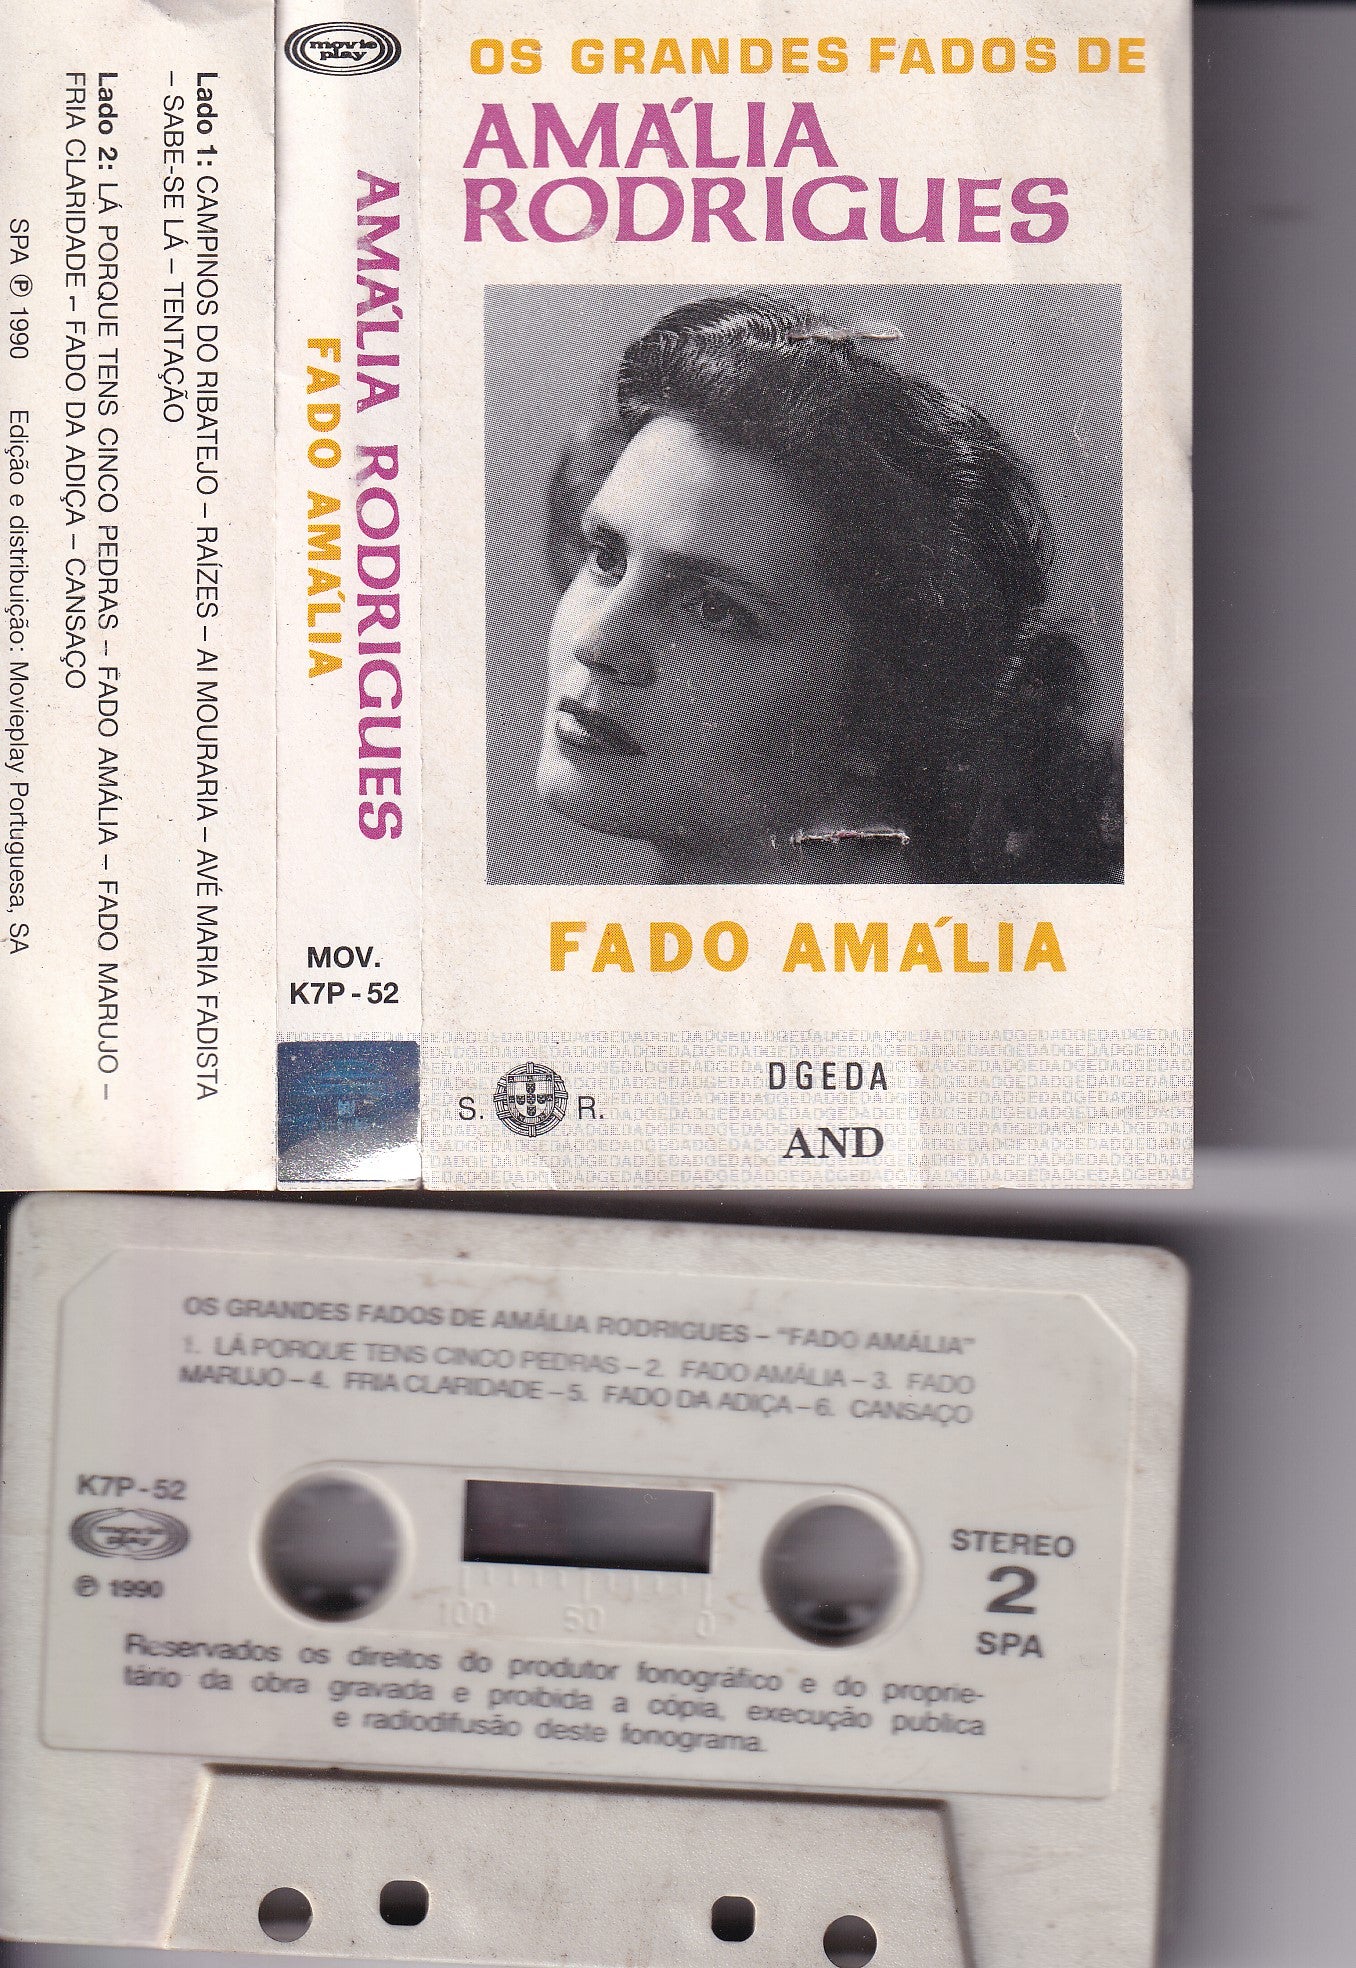 movie
play
OS GRANDES FADOS DE
AMÁLIA
RODRIGUES
FADO AMÁLIA
S. R.
DGEDA
AND
AMÁLIA RODRIGUES
FADO AMÁLIA
MOV.
K7P - 52
Lado 1: CAMPINOS DO RIBATEJO – RAÍZES – AI MOURARIA – AVÉ MARIA FADISTA
– SABE-SE LÁ – TENTAÇÃO
Lado 2: LÁ PORQUE TENS CINCO PEDRAS – FADO AMÁLIA – FADO MARUJO –
FRIA CLARIDADE – FADO DA ADIÇA – CANSAÇO
SPA ℗ 1990 Edição e distribuição: Movieplay Portuguesa, SA
OS GRANDES FADOS DE AMÁLIA RODRIGUES – "FADO AMÁLIA"
1. LÁ PORQUE TENS CINCO PEDRAS – 2. FADO AMÁLIA – 3. FADO
MARUJO – 4. FRIA CLARIDADE – 5. FADO DA ADIÇA – 6. CANSAÇO
K7P - 52
movie
play
℗ 1990
STEREO
2
SPA
100 50 0
Reservados os direitos do produtor fonográfico e do proprie-
tário da obra gravada e proibida a cópia, execução publica
e radiodifusão deste fonograma.